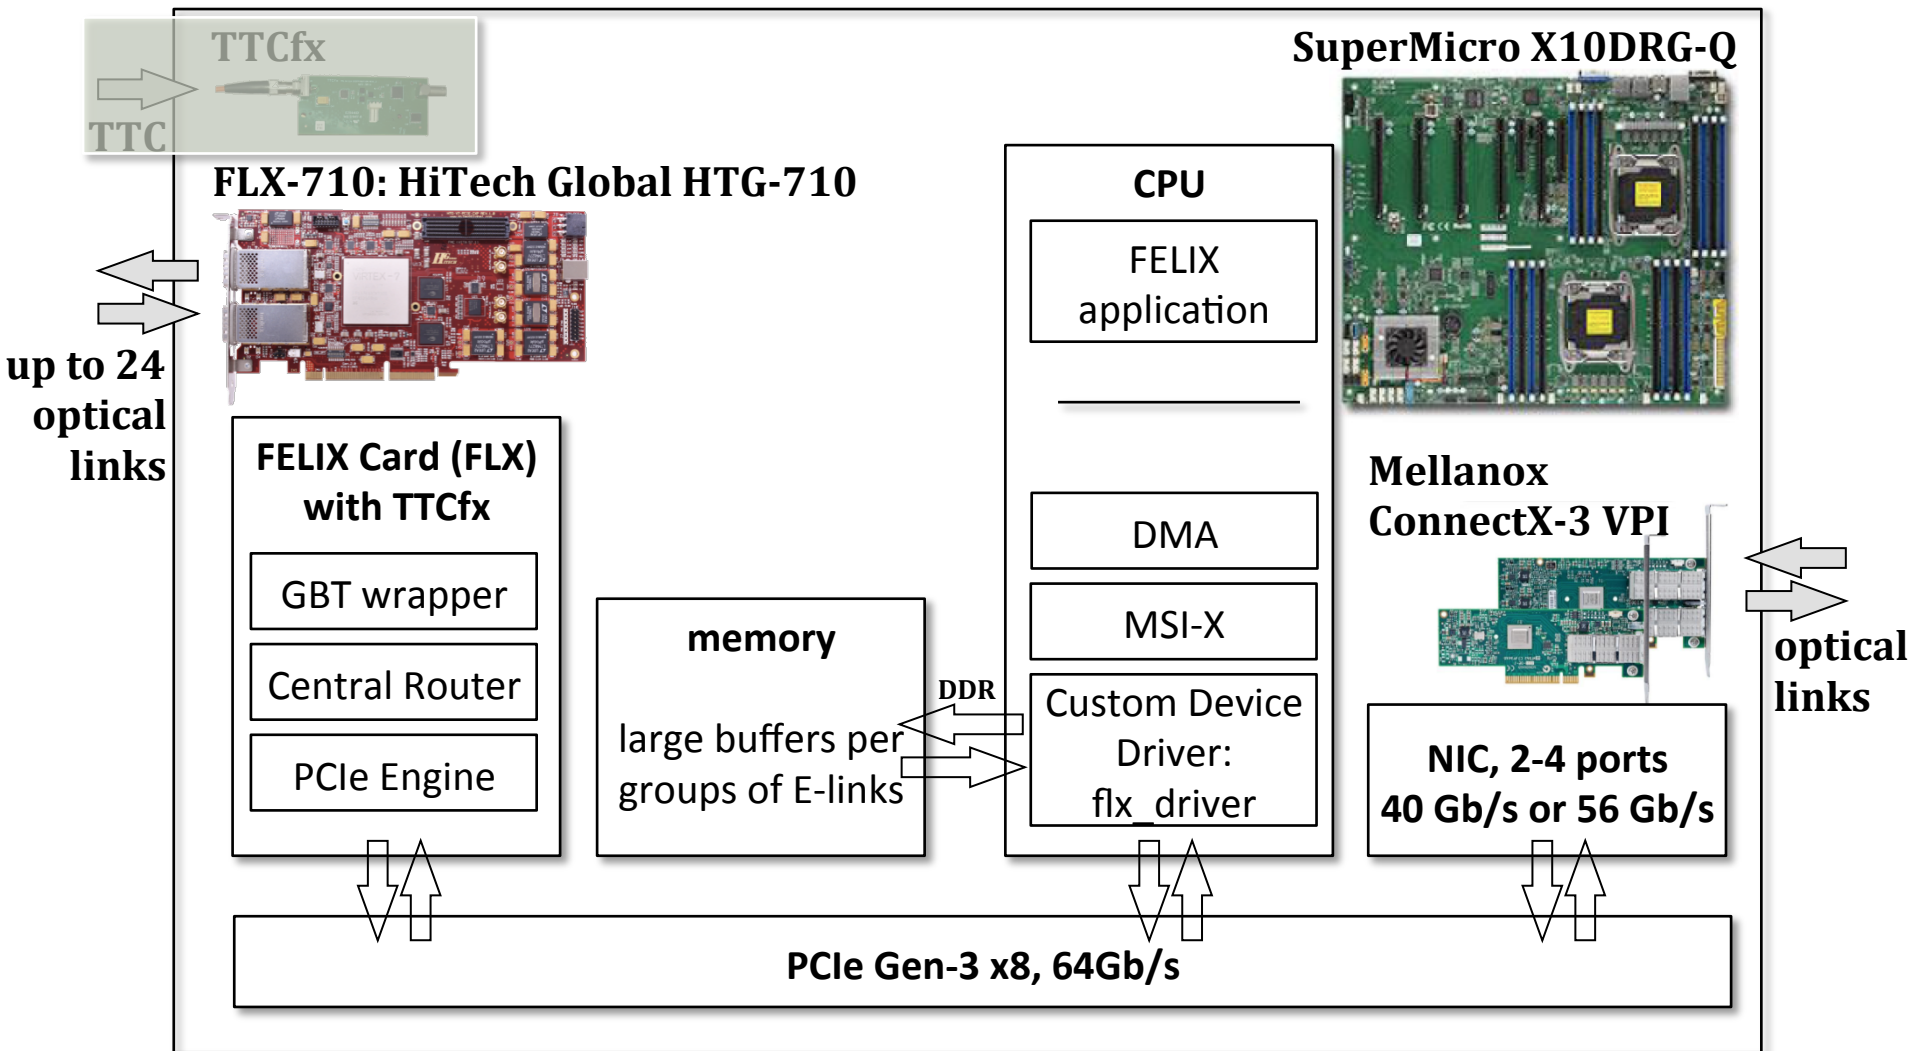 TTCfx
TTC
SuperMicro X10DRG-Q
FLX-710: HiTech Global HTG-710
up to 24
optical
links
VIRTEX-7
FELIX Card (FLX)
with TTCfx
GBT wrapper
Central Router
PCIe Engine
memory
large buffers per
groups of E-links
DDR
CPU
FELIX
application
DMA
MSI-X
Custom Device
Driver:
flx_driver
Mellanox
ConnectX-3 VPI
optical
links
NIC, 2-4 ports
40 Gb/s or 56 Gb/s
PCIe Gen-3 x8, 64Gb/s